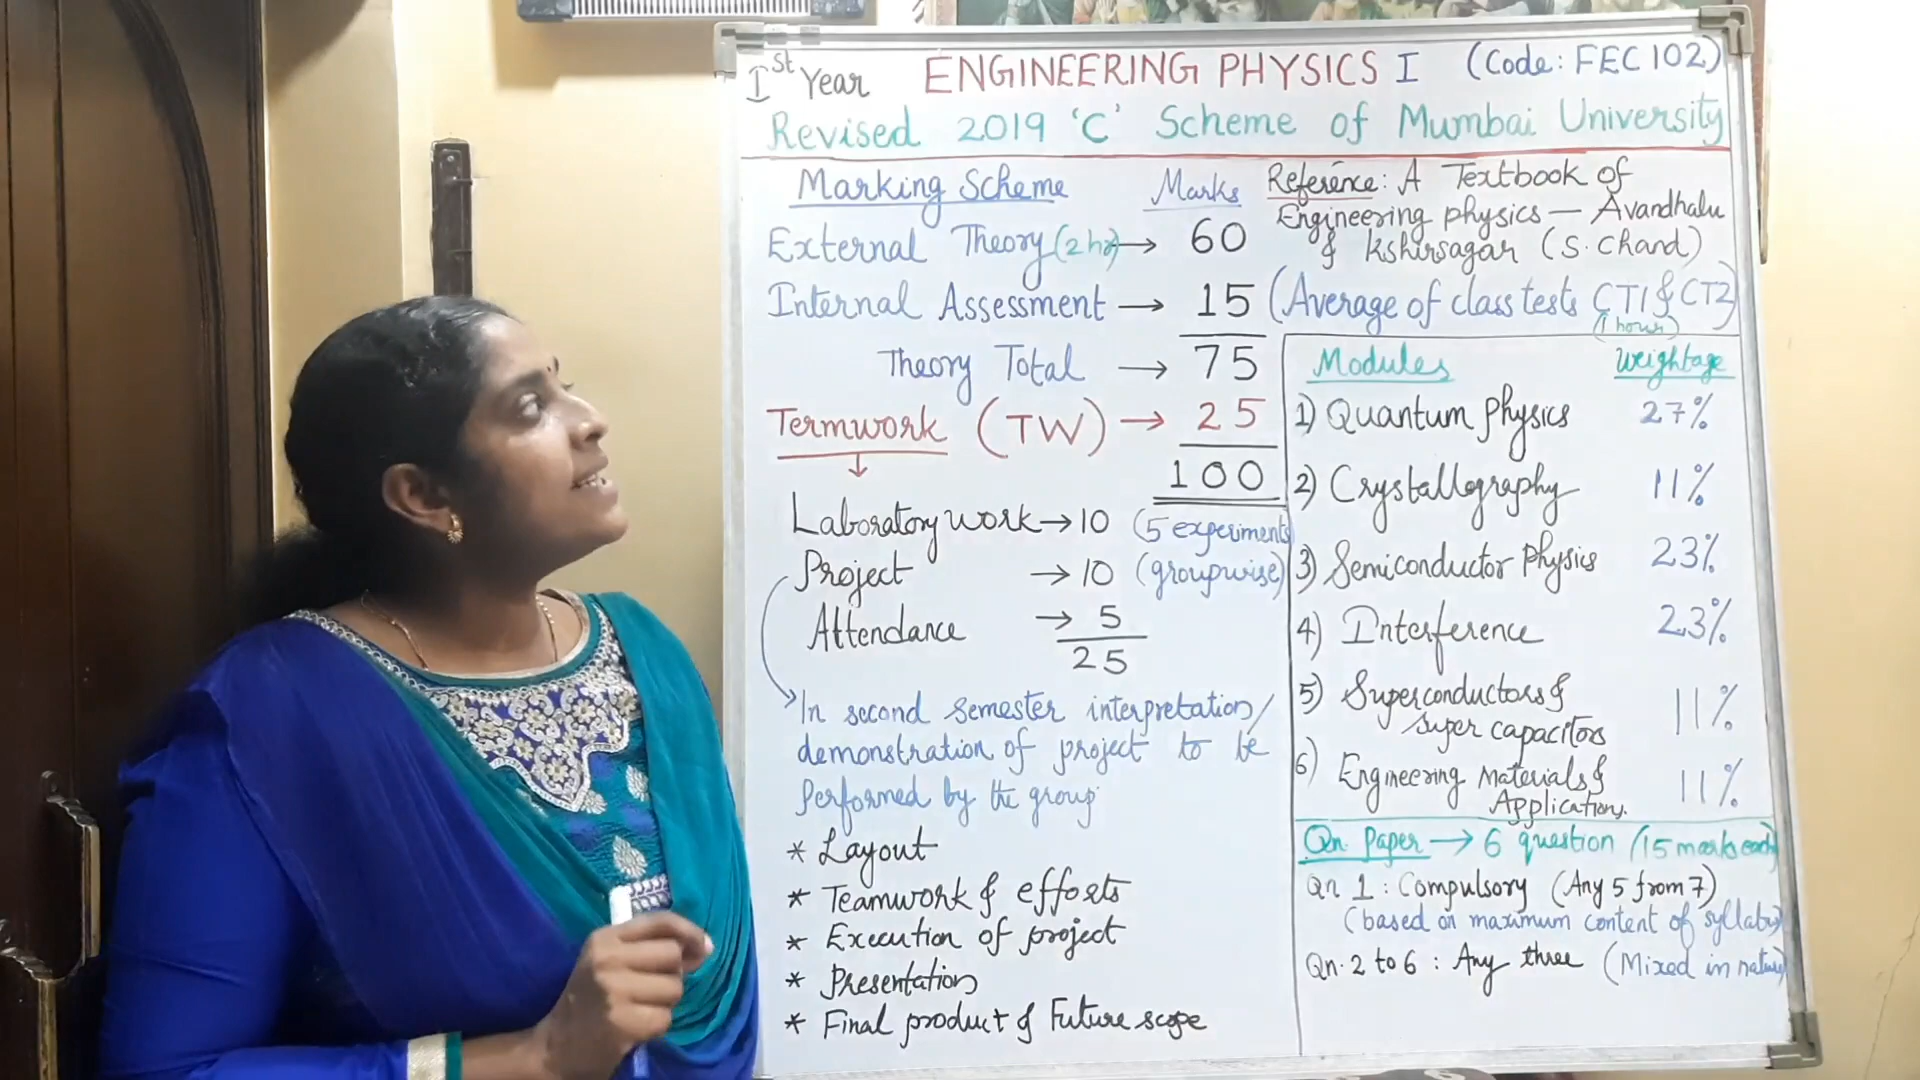 Ist Year ENGINEERING PHYSICS I (Code: FEC102)
Revised 2019 'C' Scheme of Mumbai University
Marking Scheme Marks
External Theory (2 hr) → 60
Internal Assessment → 15 (Average of class tests CT1 & CT2)
(1 hour)
Theory Total → 75
Termwork (TW) → 25
100
Laboratory work → 10 (5 experiments
Project → 10 (groupwise)
Attendance → 5
25
In second semester interpretation/
demonstration of project to be
performed by the group
* Layout
* Teamwork & efforts
* Execution of project
* Presentation
* Final product & Future scope
Reference: A Textbook of
Engineering physics — Avandhalu
& Kshirsagar (S. Chand)
Modules Weightage
1) Quantum physics 27%
2) Crystallography 11%
3) Semiconductor Physics 23%
4) Interference 23%
5) Superconductors &
super capacitors 11%
6) Engineering Materials &
Applications. 11%
Qn Paper → 6 question (15 marks each)
Qn 1 : Compulsory (Any 5 from 7)
(based on maximum content of syllabus)
Qn. 2 to 6 : Any three (Mixed in nature)